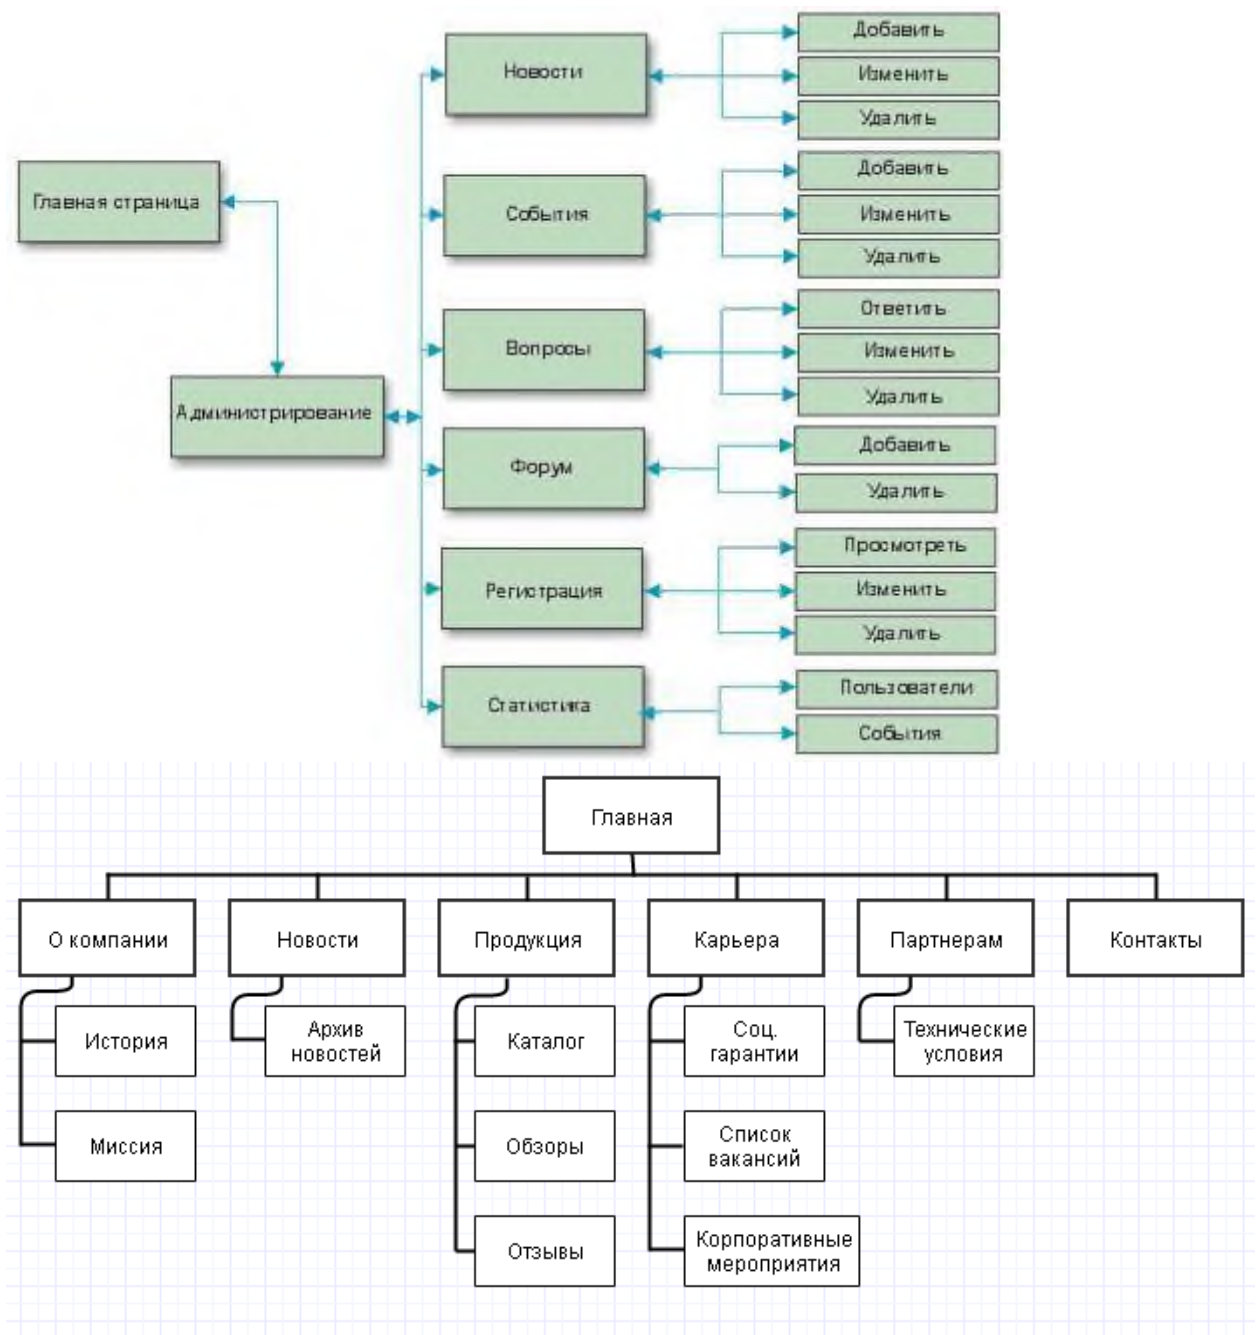 Главная страница
Администрирование
Новости
Добавить
Изменить
Удалить
События
Добавить
Изменить
Удалить
Вопросы
Ответить
Изменить
Удалить
Форум
Добавить
Удалить
Регистрация
Просмотреть
Изменить
Удалить
Статистика
Пользователи
События
Главная
О компании
Новости
Продукция
Карьера
Партнерам
Контакты
История
Миссия
Архив
новостей
Каталог
Обзоры
Отзывы
Соц.
гарантии
Список
вакансий
Корпоративные
мероприятия
Технические
условия